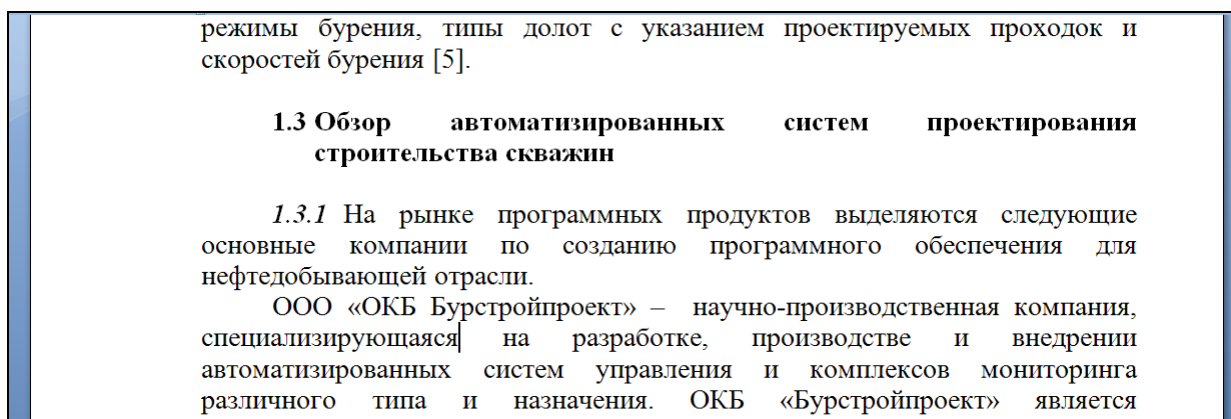 режимы бурения, типы долот с указанием проектируемых проходок и
скоростей бурения [5].
1.3 Обзор автоматизированных систем проектирования
строительства скважин
1.3.1 На рынке программных продуктов выделяются следующие
основные компании по созданию программного обеспечения для
нефтедобывающей отрасли.
ООО «ОКБ Бурстройпроект» – научно-производственная компания,
специализирующаяся на разработке, производстве и внедрении
автоматизированных систем управления и комплексов мониторинга
различного типа и назначения. ОКБ «Бурстройпроект» является